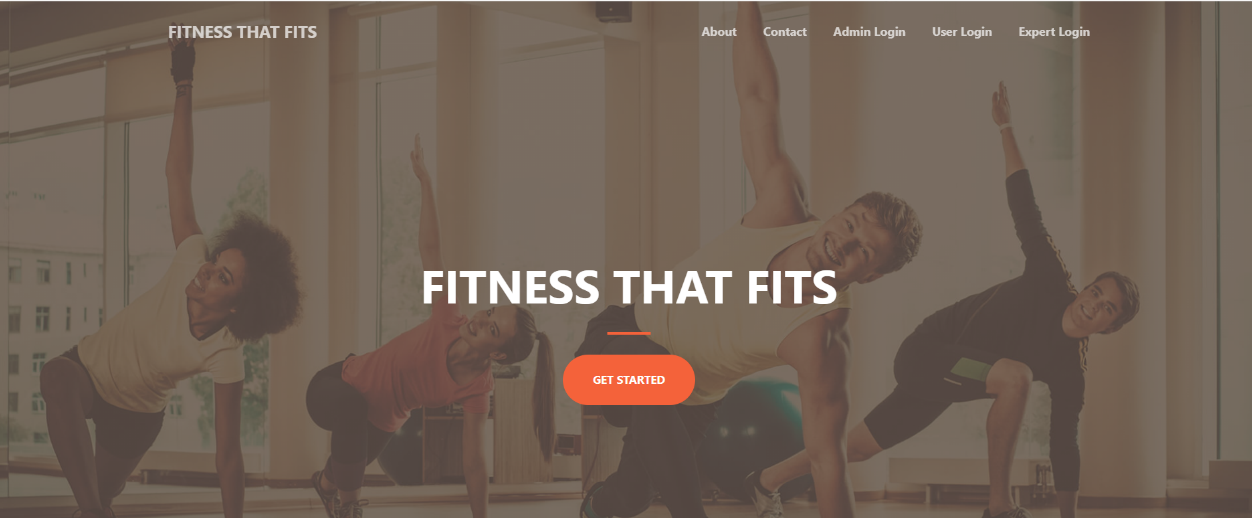 FITNESS THAT FITS
About Contact Admin Login User Login Expert Login
FITNESS THAT FITS
GET STARTED